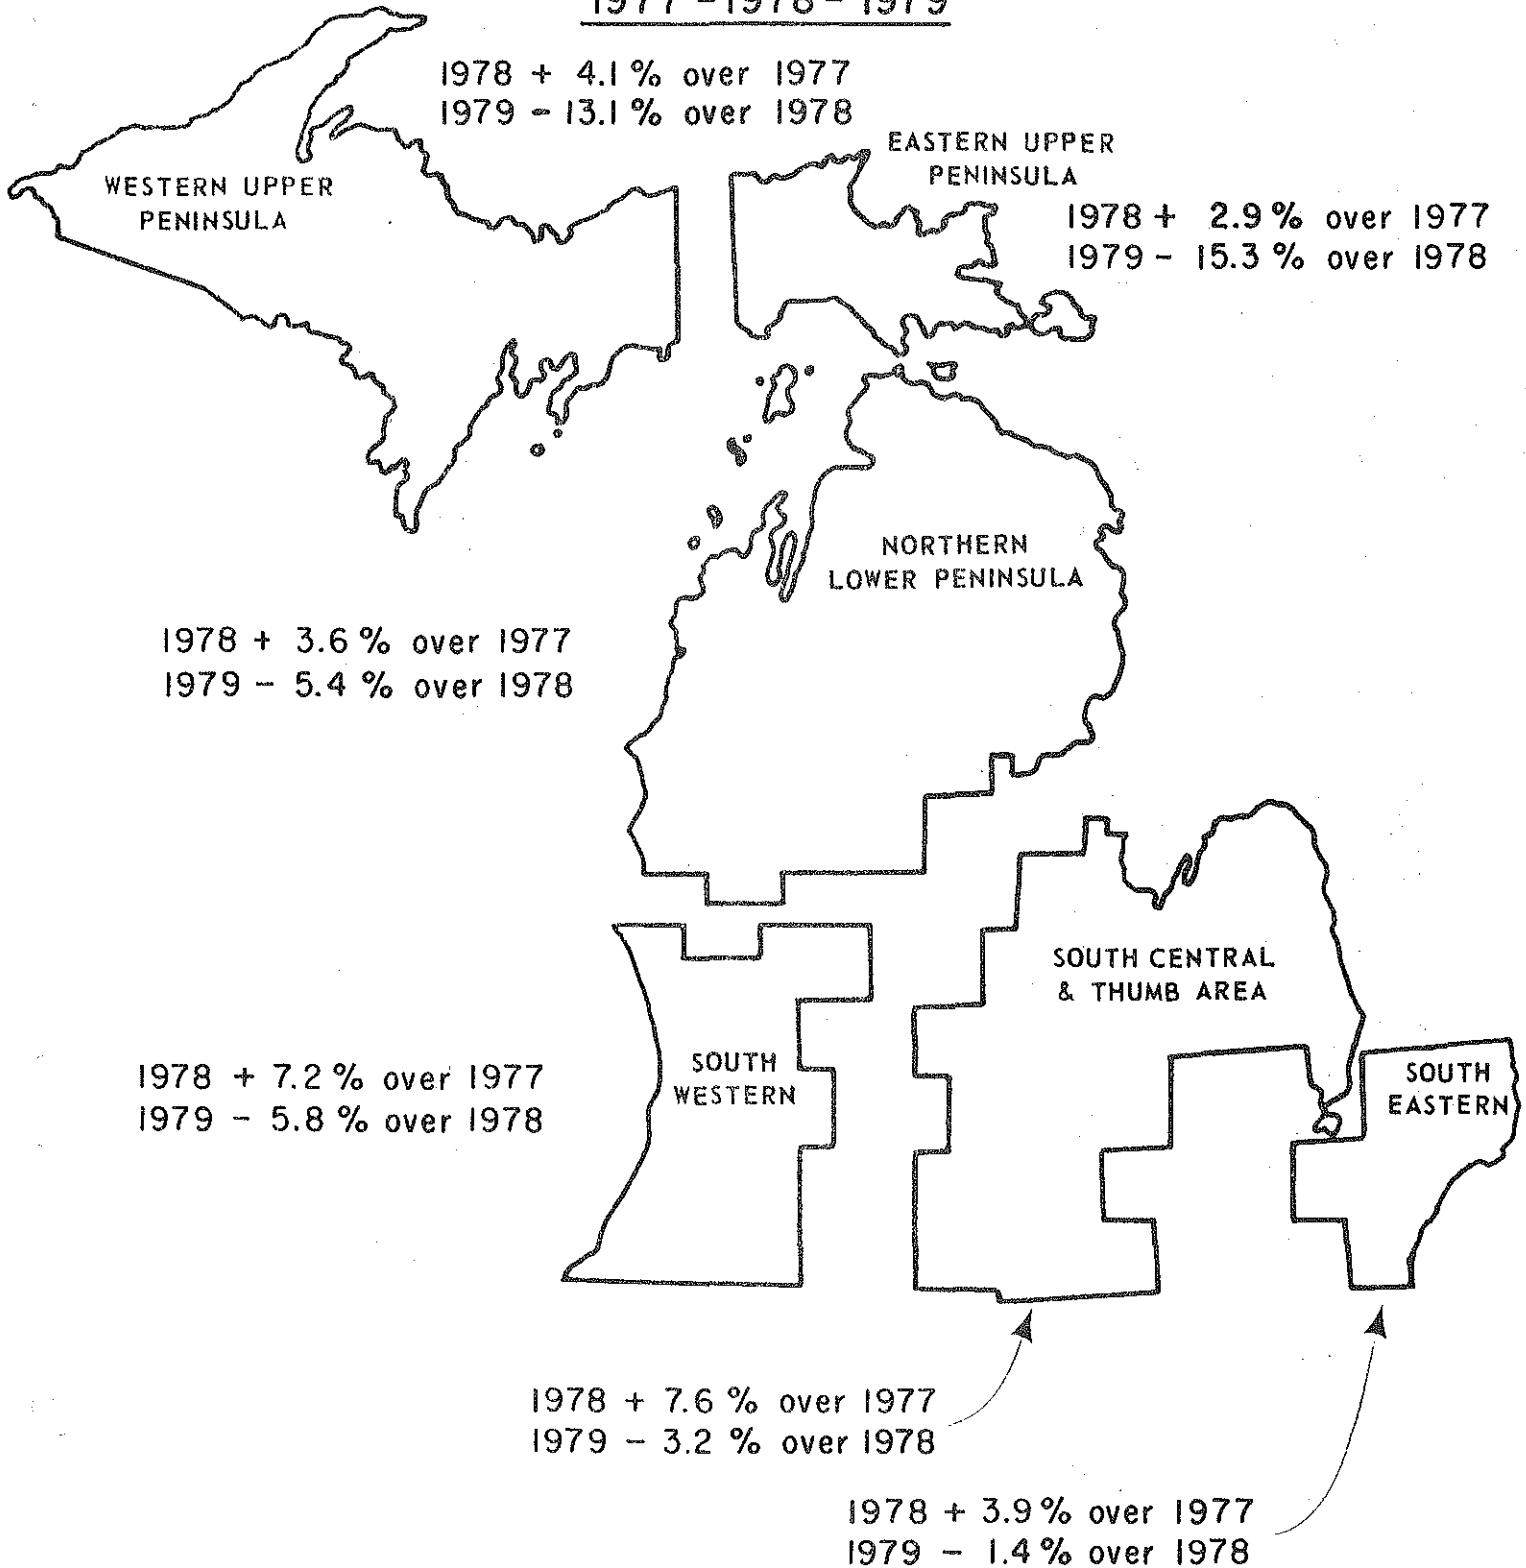 1977 - 1978 - 1979
1978 + 4.1 % over 1977
1979 - 13.1 % over 1978
WESTERN UPPER
PENINSULA
EASTERN UPPER
PENINSULA
1978 + 2.9 % over 1977
1979 - 15.3 % over 1978
NORTHERN
LOWER PENINSULA
1978 + 3.6 % over 1977
1979 - 5.4 % over 1978
SOUTH CENTRAL
& THUMB AREA
SOUTH
WESTERN
1978 + 7.2 % over 1977
1979 - 5.8 % over 1978
SOUTH
EASTERN
1978 + 7.6 % over 1977
1979 - 3.2 % over 1978
1978 + 3.9 % over 1977
1979 - 1.4 % over 1978